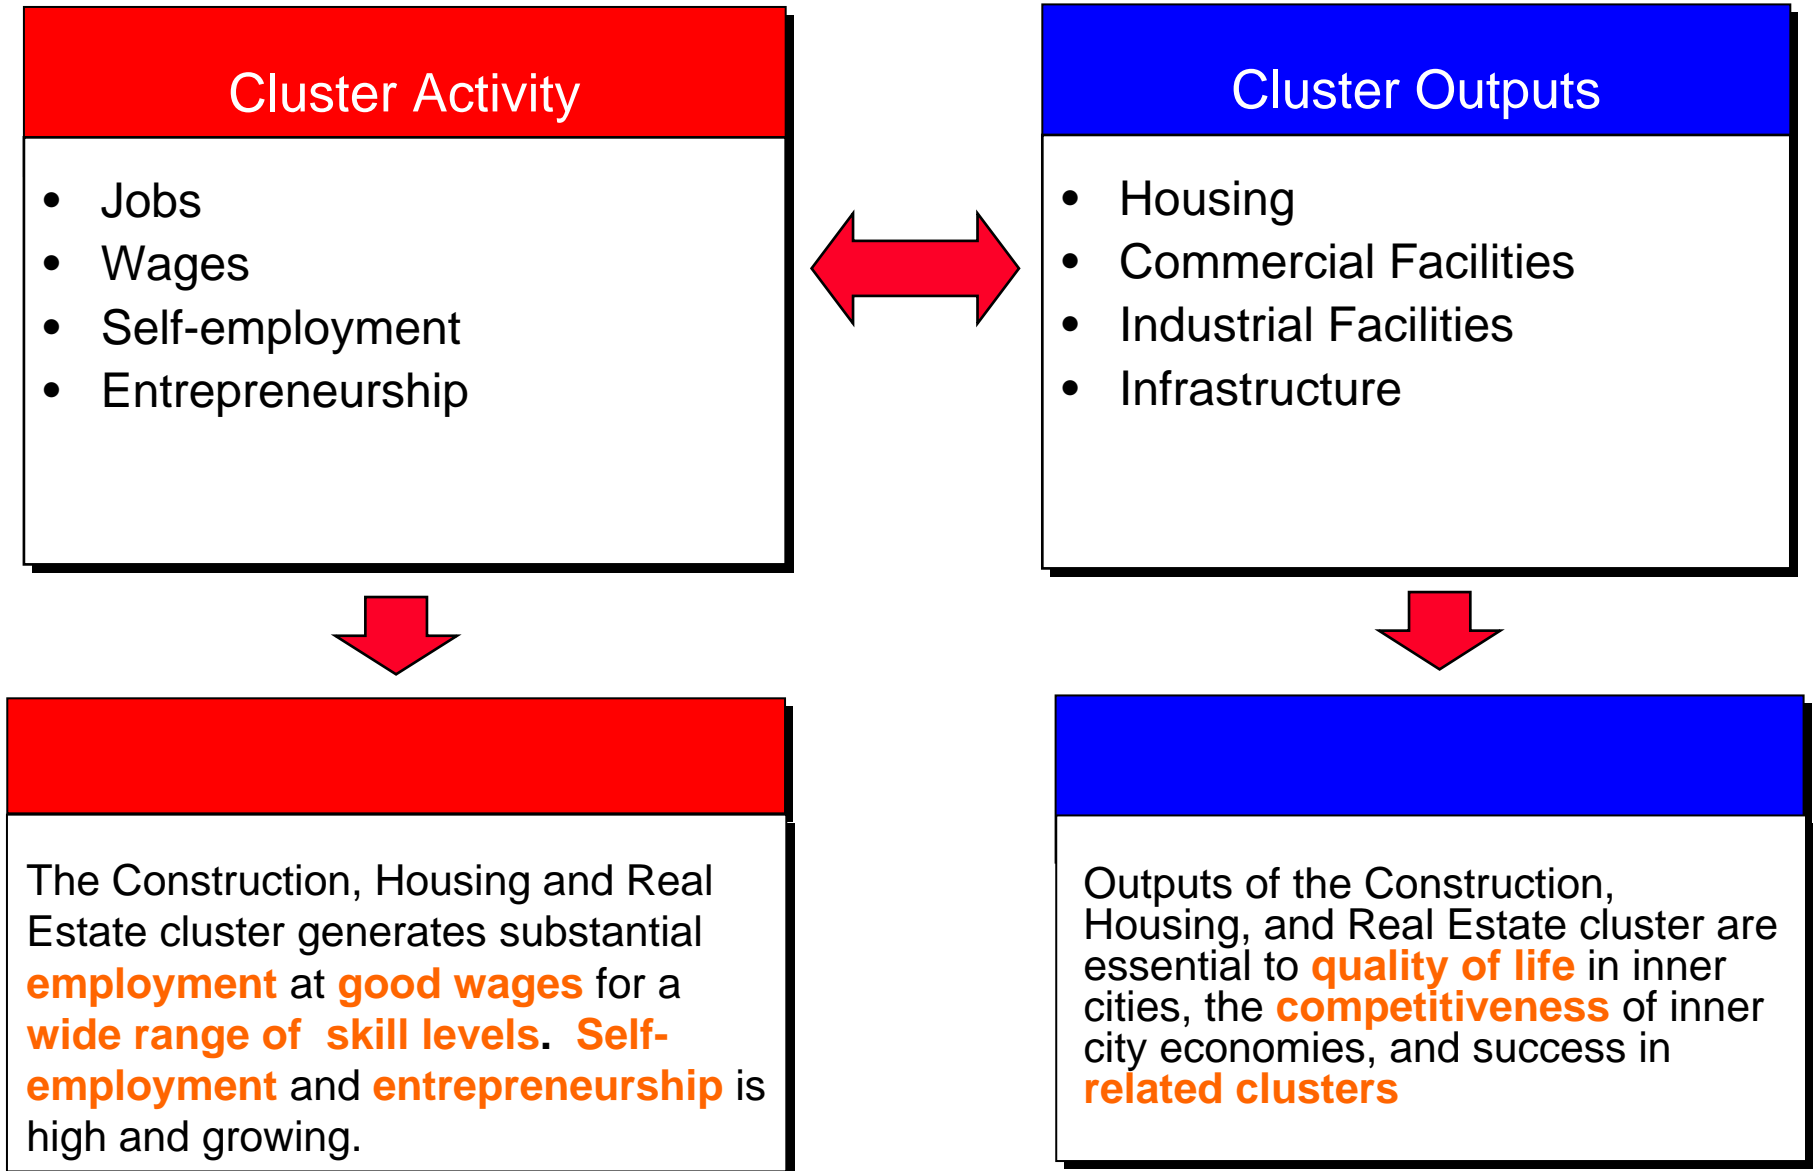 Cluster Activity
• Jobs
• Wages
• Self-employment
• Entrepreneurship
Cluster Outputs
• Housing
• Commercial Facilities
• Industrial Facilities
• Infrastructure
The Construction, Housing and Real
Estate cluster generates substantial
employment at good wages for a
wide range of  skill levels.  Self-
employment and entrepreneurship is
high and growing.
Outputs of the Construction,
Housing, and Real Estate cluster are
essential to quality of life in inner
cities, the competitiveness of inner
city economies, and success in
related clusters